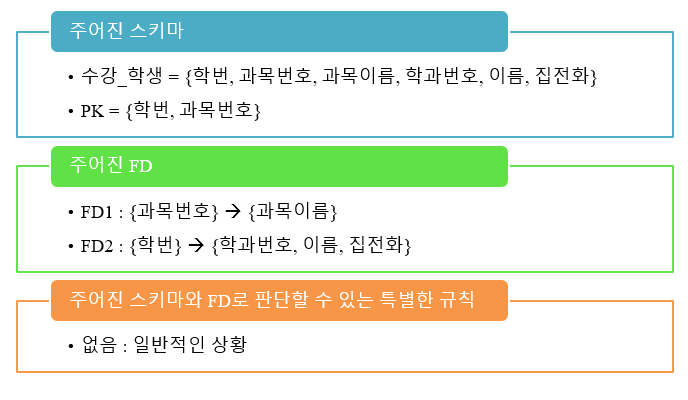 주어진 스키마
• 수강_학생 = {학번, 과목번호, 과목이름, 학과번호, 이름, 집전화}
• PK = {학번, 과목번호}
주어진 FD
• FD1 : {과목번호} → {과목이름}
• FD2 : {학번} → {학과번호, 이름, 집전화}
주어진 스키마와 FD로 판단할 수 있는 특별한 규칙
• 없음 : 일반적인 상황